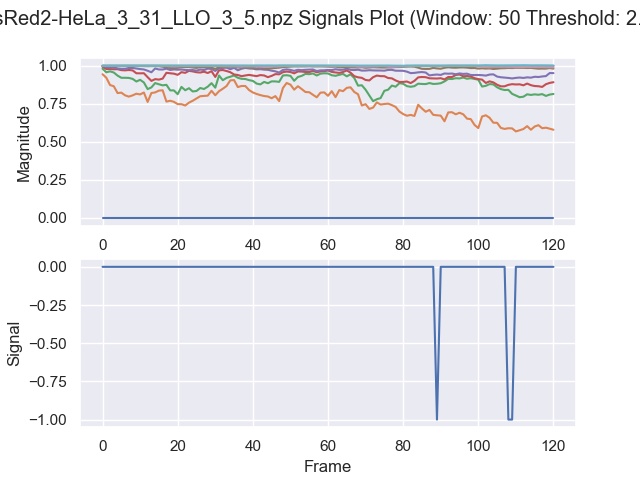 sRed2-HeLa_3_31_LLO_3_5.npz Signals Plot (Window: 50 Threshold: 2.
1.00
0.75
0.50
0.25
0.00
Magnitude
0 20 40 60 80 100 120
0.00
−0.25
−0.50
−0.75
−1.00
Signal
0 20 40 60 80 100 120
Frame